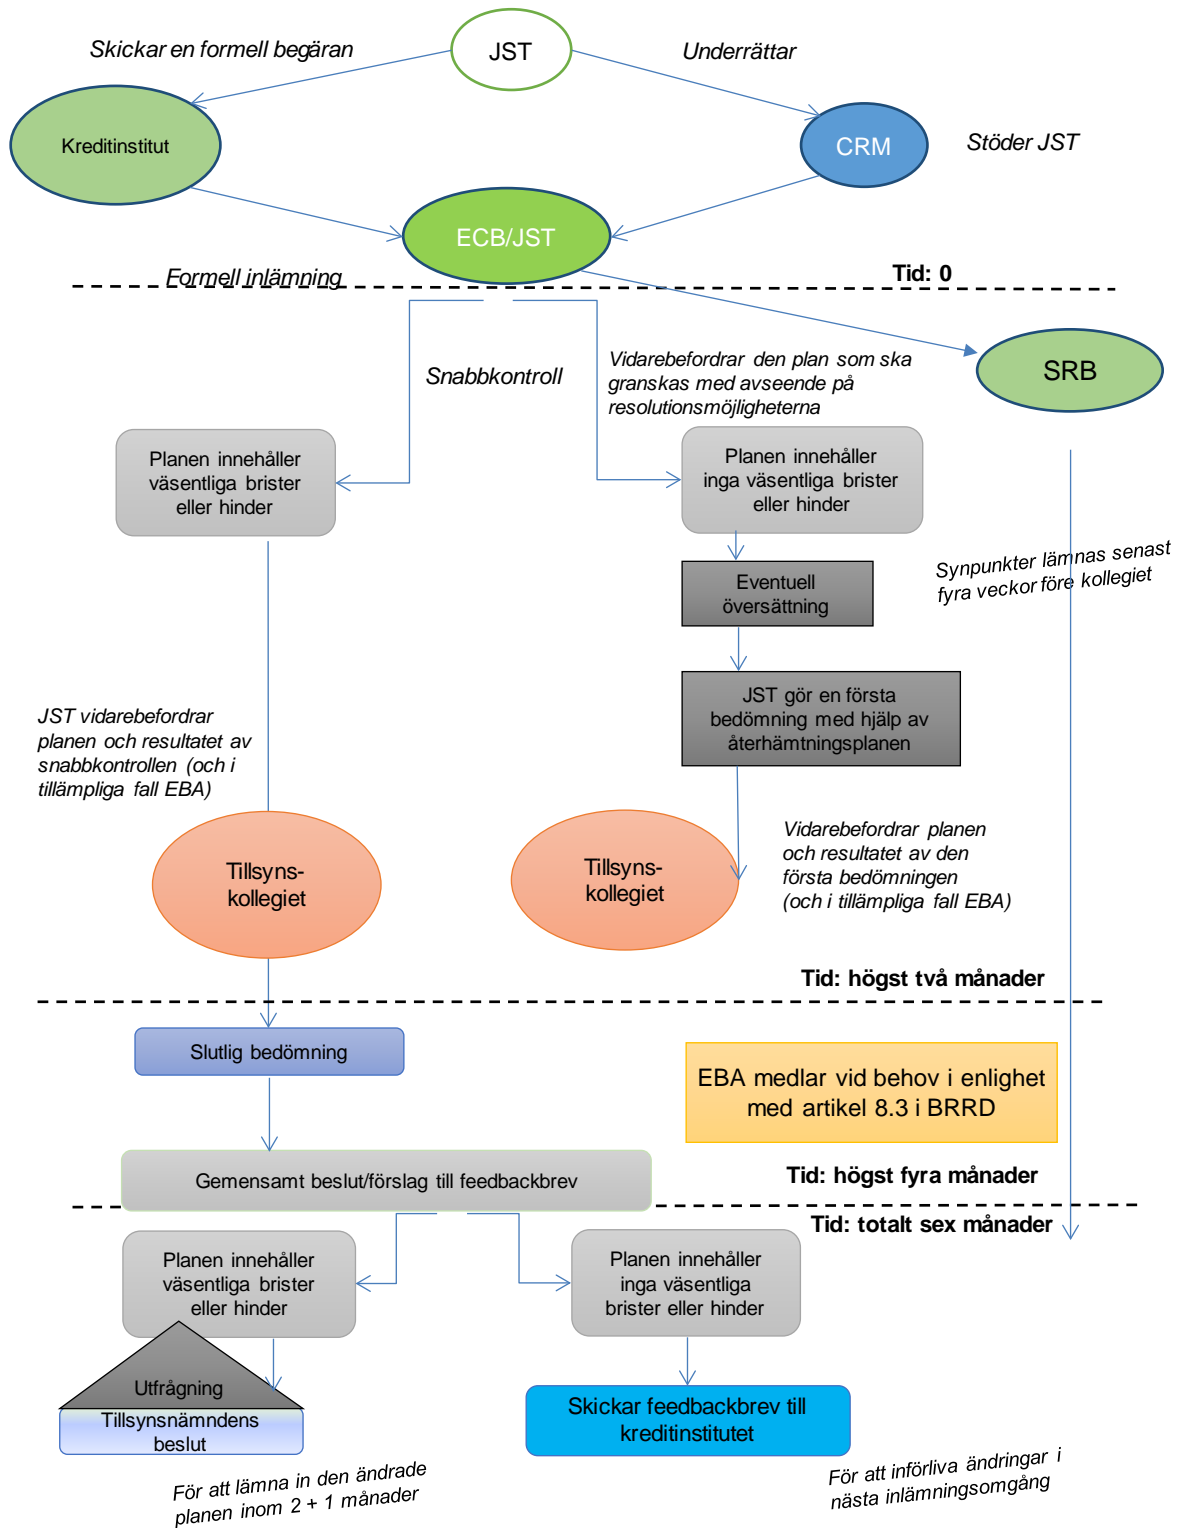 Skickar en formell begäran
JST
Underrättar
Kreditinstitut
CRM
Stöder JST
ECB/JST
Formell inlämning
Tid: 0
Snabbkontroll
Vidarebefordrar den plan som ska
granskas med avseende på
resolutionsmöjligheterna
SRB
Planen innehåller
väsentliga brister
eller hinder
Planen innehåller
inga väsentliga brister
eller hinder
Synpunkter lämnas senast
fyra veckor före kollegiet
Eventuell
översättning
JST gör en första
bedömning med hjälp av
återhämtningsplanen
JST vidarebefordrar
planen och resultatet av
snabbkontrollen (och i
tillämpliga fall EBA)
Tillsyns-
kollegiet
Tillsyns-
kollegiet
Vidarebefordrar planen
och resultatet av den
första bedömningen
(och i tillämpliga fall EBA)
Tid: högst två månader
Slutlig bedömning
EBA medlar vid behov i enlighet
med artikel 8.3 i BRRD
Gemensamt beslut/förslag till feedbackbrev
Tid: högst fyra månader
Tid: totalt sex månader
Planen innehåller
väsentliga brister
eller hinder
Planen innehåller
inga väsentliga
brister eller hinder
Utfrågning
Tillsynsnämndens
beslut
Skickar feedbackbrev till
kreditinstitutet
För att lämna in den ändrade
planen inom 2 + 1 månader
För att införliva ändringar i
nästa inlämningsomgång